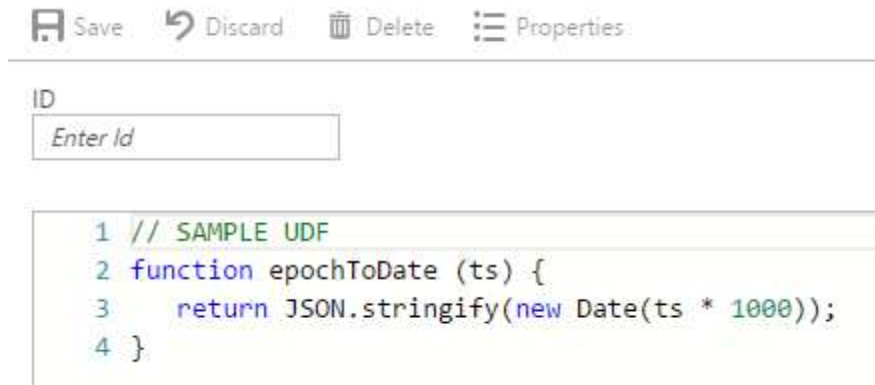 Save Discard Delete Properties
ID
Enter Id
1 // SAMPLE UDF
2 function epochToDate (ts) {
3    return JSON.stringify(new Date(ts * 1000));
4 }